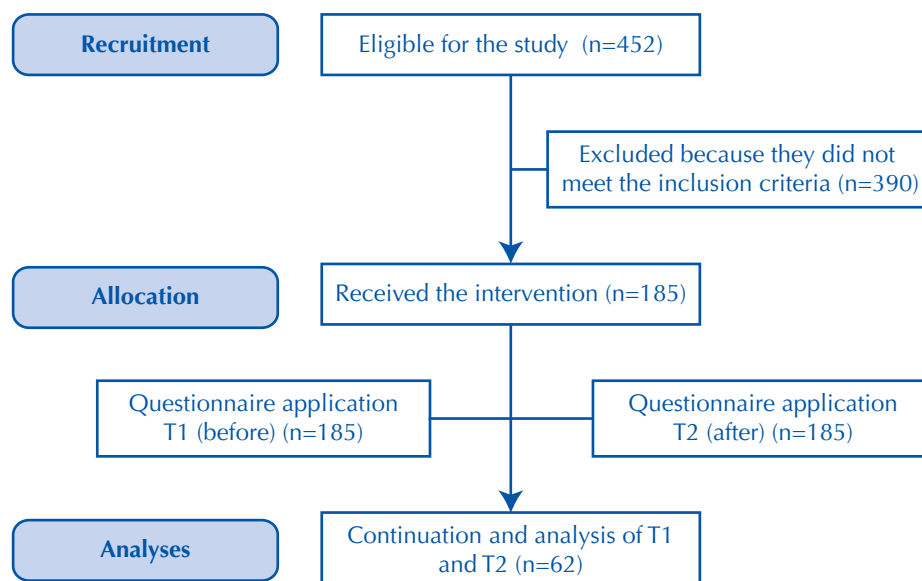 Recruitment
Eligible for the study (n=452)
Excluded because they did not
meet the inclusion criteria (n=390)
Allocation
Received the intervention (n=185)
Questionnaire application
T1 (before) (n=185)
Questionnaire application
T2 (after) (n=185)
Analyses
Continuation and analysis of T1
and T2 (n=62)